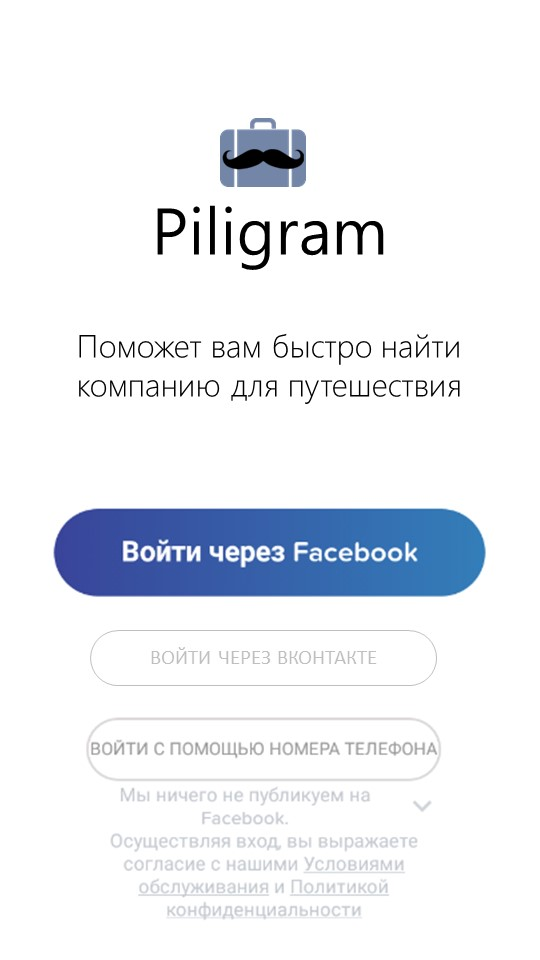 Piligram
Поможет вам быстро найти
компанию для путешествия
Войти через Facebook
ВОЙТИ ЧЕРЕЗ ВКОНТАКТЕ
ВОЙТИ С ПОМОЩЬЮ НОМЕРА ТЕЛЕФОНА
Мы ничего не публикуем на
Facebook.
Осуществляя вход, вы выражаете
согласие с нашими Условиями
обслуживания и Политикой
конфиденциальности